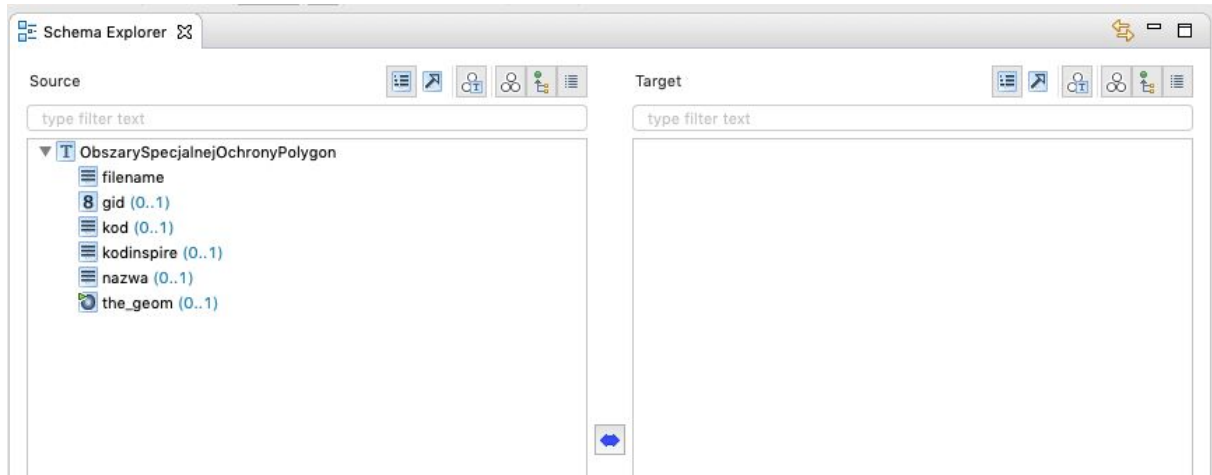 Schema Explorer
Source
Target
type filter text
type filter text
T ObszarySpecjalnejOchronyPolygon
filename
8 gid (0..1)
kod (0..1)
kodinspire (0..1)
nazwa (0..1)
the_geom (0..1)